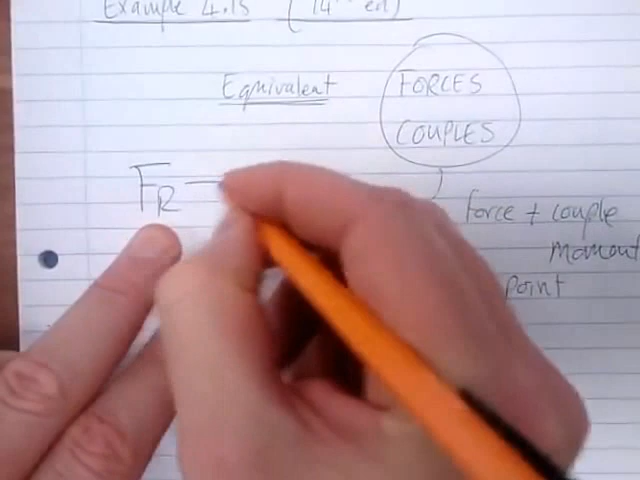 Example 4.15 (14th ed)
Equivalent
FORCES
COUPLES
FR
force + couple
moment
point